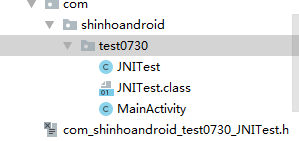 com
shinhoandroid
test0730
JNITest
JNITest.class
MainActivity
com_shinhoandroid_test0730_JNITest.h